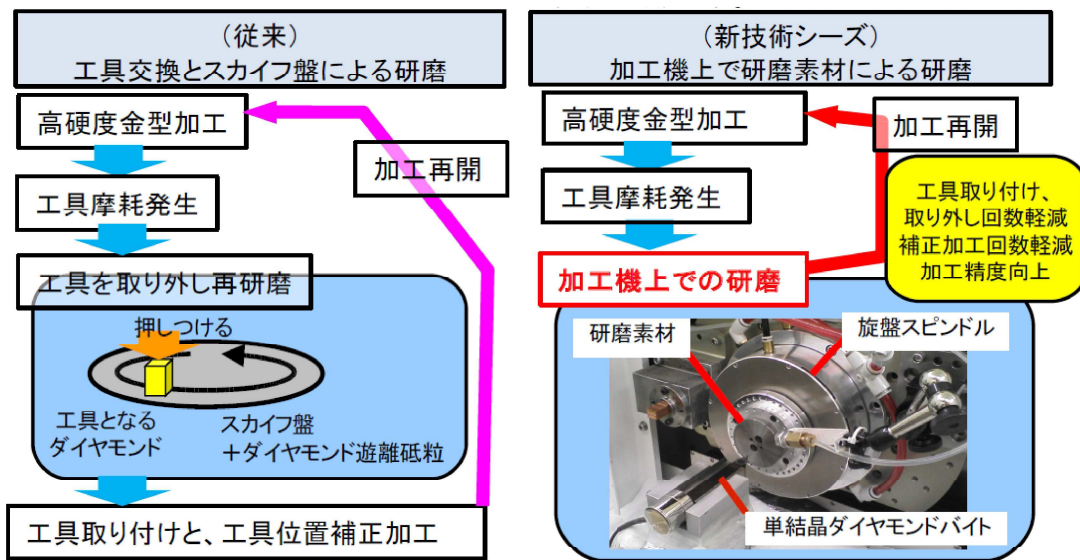 （従来）
工具交換とスカイフ盤による研磨
高硬度金型加工
加工再開
工具摩耗発生
工具を取り外し再研磨
押しつける
工具となる
ダイヤモンド
スカイフ盤
＋ダイヤモンド遊離砥粒
工具取り付けと、工具位置補正加工
（新技術シーズ）
加工機上で研磨素材による研磨
高硬度金型加工
加工再開
工具摩耗発生
工具取り付け、
取り外し回数軽減
補正加工回数軽減
加工精度向上
加工機上での研磨
研磨素材
旋盤スピンドル
単結晶ダイヤモンドバイト